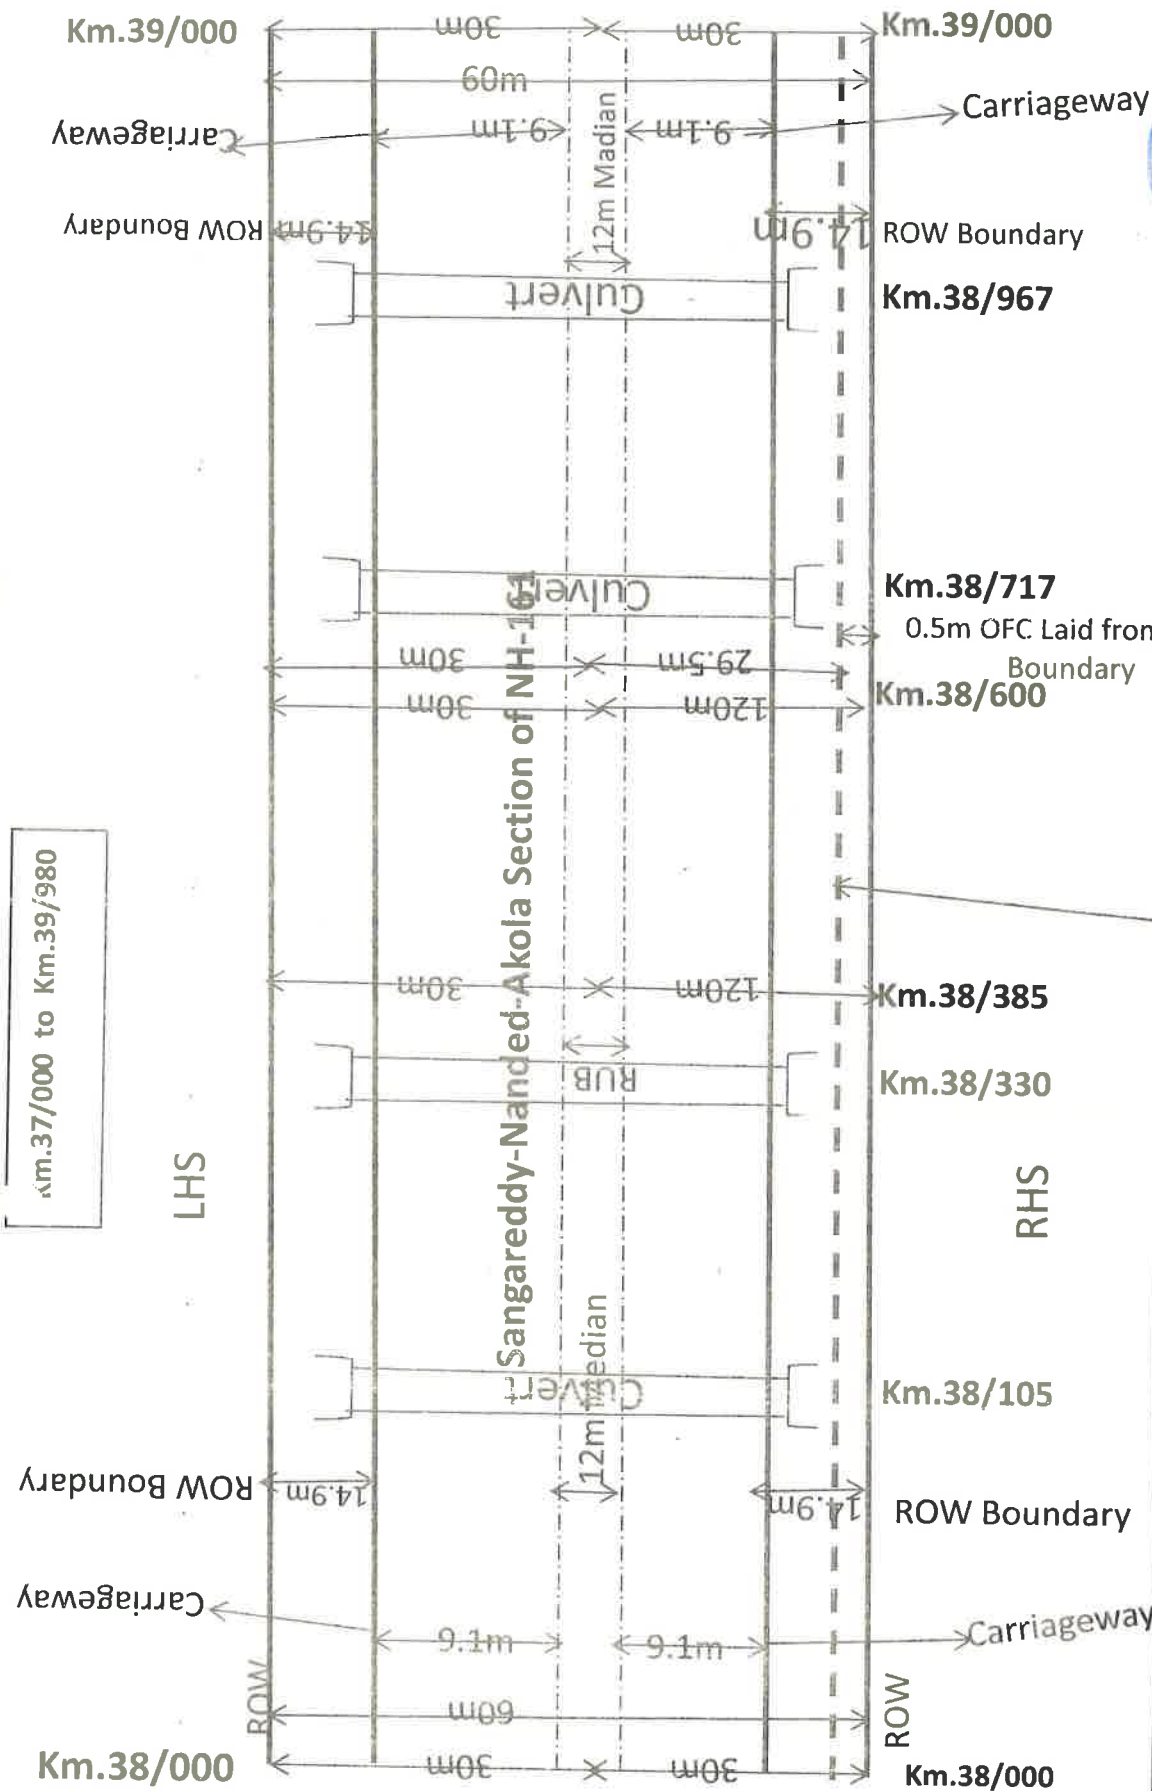 Km.39/000
30m
30m
Km.39/000
60m
Carriageway
9.1m
9.1m
Carriageway
12m Madian
ROW Boundary
14.9m
14.9m
ROW Boundary
Culvert
Km.38/967
Culvert
Km.38/717
0.5m OFC Laid from
Boundary
30m
29.5m
30m
120m
Km.38/600
Sangareddy-Nanded-Akola Section of NH-161
Km.37/000 to Km.39/980
30m
120m
Km.38/385
RUB
Km.38/330
LHS
RHS
Culvert
12m Median
Km.38/105
ROW Boundary
14.9m
14.9m
ROW Boundary
Carriageway
9.1m
9.1m
Carriageway
ROW
60m
ROW
Km.38/000
30m
30m
Km.38/000